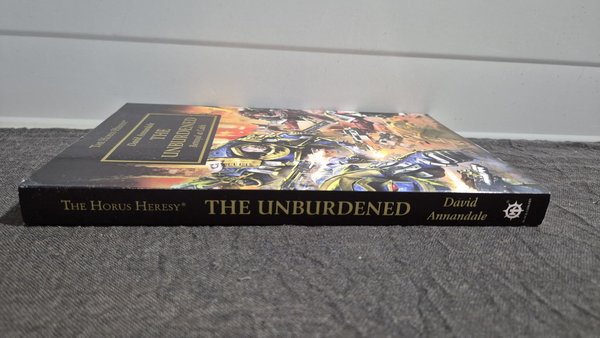 THE HORUS HERESY®
David Annandale
THE
UNBURDENED
THE HORUS HERESY®
THE UNBURDENED
David
Annandale